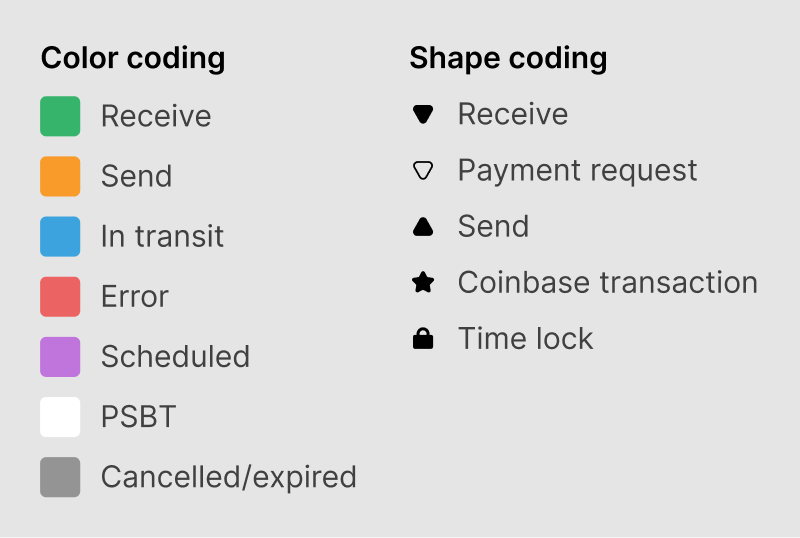 Color coding
Receive
Send
In transit
Error
Scheduled
PSBT
Cancelled/expired
Shape coding
Receive
Payment request
Send
Coinbase transaction
Time lock